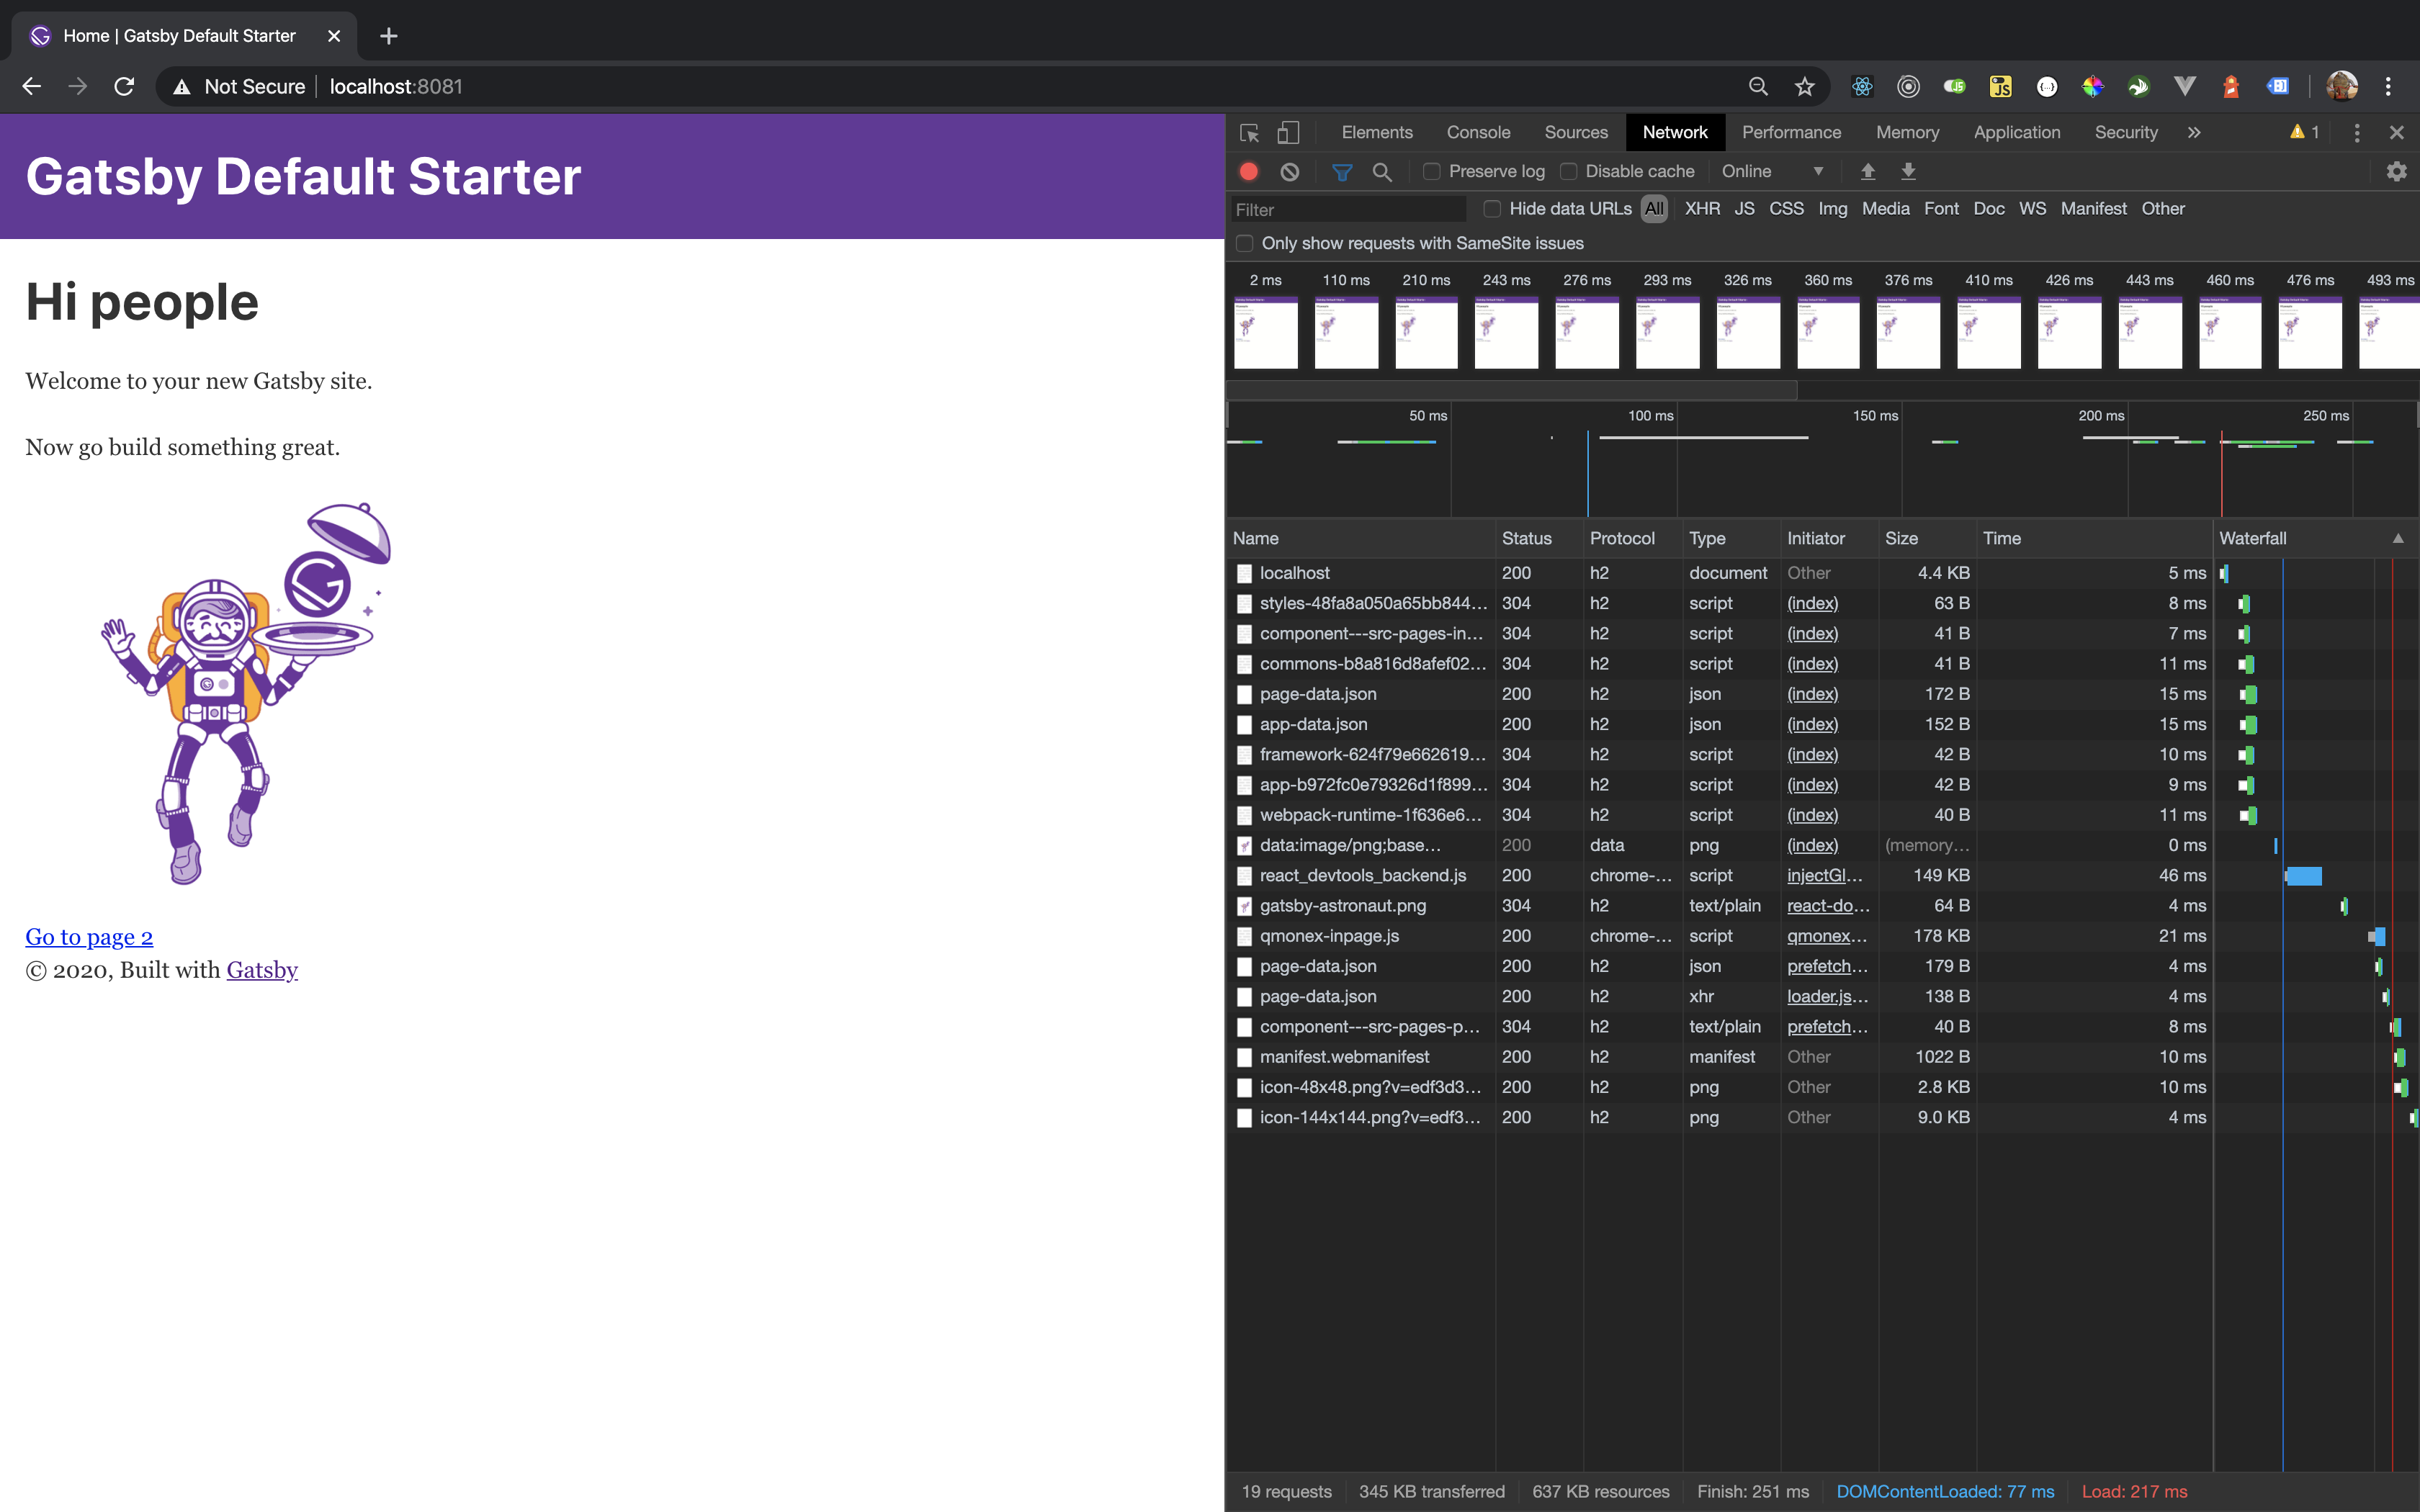 Home | Gatsby Default Starter
Not Secure | localhost:8081
Gatsby Default Starter
Hi people
Welcome to your new Gatsby site.
Now go build something great.
Go to page 2
© 2020, Built with Gatsby
Elements Console Sources Network Performance Memory Application Security » 1
Preserve log Disable cache Online
Filter Hide data URLs All XHR JS CSS Img Media Font Doc WS Manifest Other
Only show requests with SameSite issues
2 ms 110 ms 210 ms 243 ms 276 ms 293 ms 326 ms 360 ms 376 ms 410 ms 426 ms 443 ms 460 ms 476 ms 493 ms
50 ms 100 ms 150 ms 200 ms 250 ms
Name Status Protocol Type Initiator Size Time Waterfall
localhost 200 h2 document Other 4.4 KB 5 ms
styles-48fa8a050a65bb844… 304 h2 script (index) 63 B 8 ms
component---src-pages-in… 304 h2 script (index) 41 B 7 ms
commons-b8a816d8afef02… 304 h2 script (index) 41 B 11 ms
page-data.json 200 h2 json (index) 172 B 15 ms
app-data.json 200 h2 json (index) 152 B 15 ms
framework-624f79e662619… 304 h2 script (index) 42 B 10 ms
app-b972fc0e79326d1f899… 304 h2 script (index) 42 B 9 ms
webpack-runtime-1f636e6… 304 h2 script (index) 40 B 11 ms
data:image/png;base… 200 data png (index) (memory… 0 ms
react_devtools_backend.js 200 chrome-… script injectGl… 149 KB 46 ms
gatsby-astronaut.png 304 h2 text/plain react-do… 64 B 4 ms
qmonex-inpage.js 200 chrome-… script qmonex… 178 KB 21 ms
page-data.json 200 h2 json prefetch… 179 B 4 ms
page-data.json 200 h2 xhr loader.js… 138 B 4 ms
component---src-pages-p… 304 h2 text/plain prefetch… 40 B 8 ms
manifest.webmanifest 200 h2 manifest Other 1022 B 10 ms
icon-48x48.png?v=edf3d3… 200 h2 png Other 2.8 KB 10 ms
icon-144x144.png?v=edf3… 200 h2 png Other 9.0 KB 4 ms
19 requests 345 KB transferred 637 KB resources Finish: 251 ms DOMContentLoaded: 77 ms Load: 217 ms